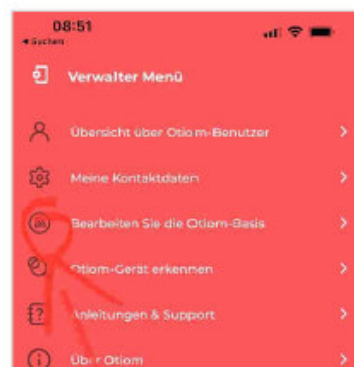 08:51
◂ Suchen
Verwalter Menü
Übersicht über Otiom-Benutzer
Meine Kontaktdaten
Bearbeiten Sie die Otiom-Basis
Otiom-Gerät erkennen
Anleitungen & Support
Über Otiom